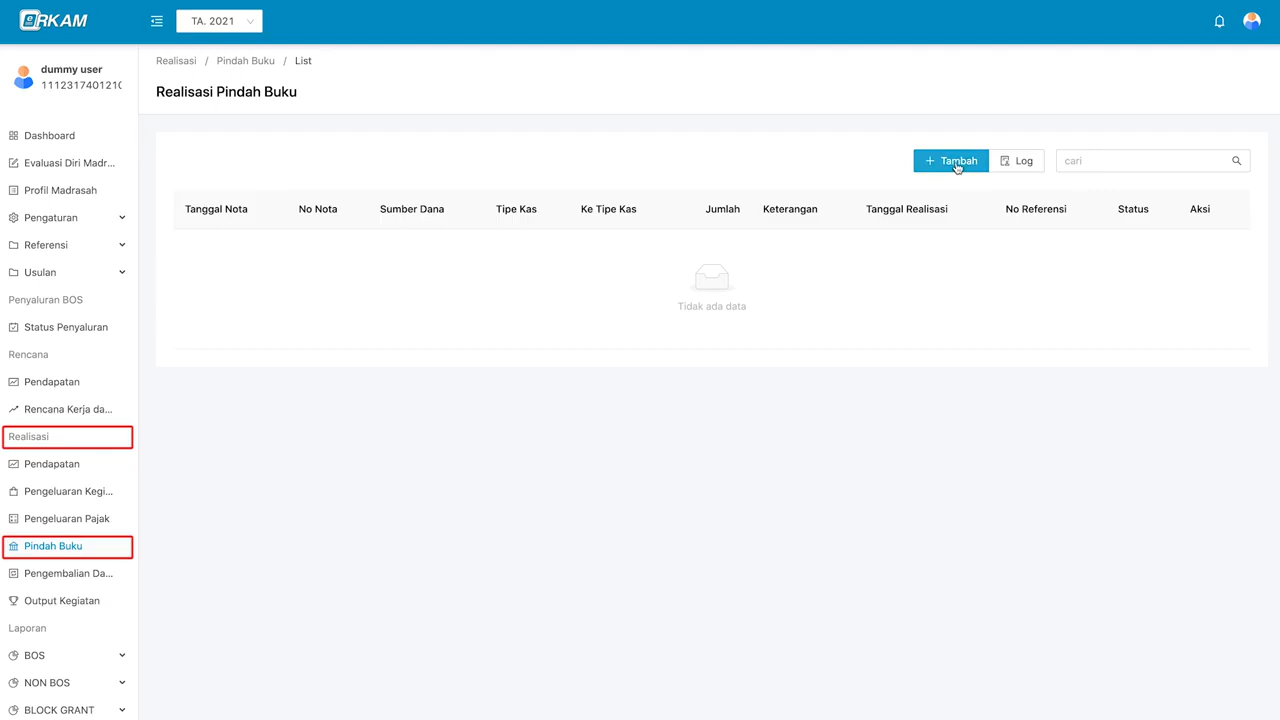 eRKAM
TA. 2021
dummy user
111231740121
Dashboard
Evaluasi Diri Madr...
Profil Madrasah
Pengaturan
Referensi
Usulan
Penyaluran BOS
Status Penyaluran
Rencana
Pendapatan
Rencana Kerja da...
Realisasi
Pendapatan
Pengeluaran Kegi...
Pengeluaran Pajak
Pindah Buku
Pengembalian Da...
Output Kegiatan
Laporan
BOS
NON BOS
BLOCK GRANT
Realisasi / Pindah Buku / List
Realisasi Pindah Buku
+ Tambah
Log
cari
Tanggal Nota No Nota Sumber Dana Tipe Kas Ke Tipe Kas Jumlah Keterangan Tanggal Realisasi No Referensi Status Aksi
Tidak ada data